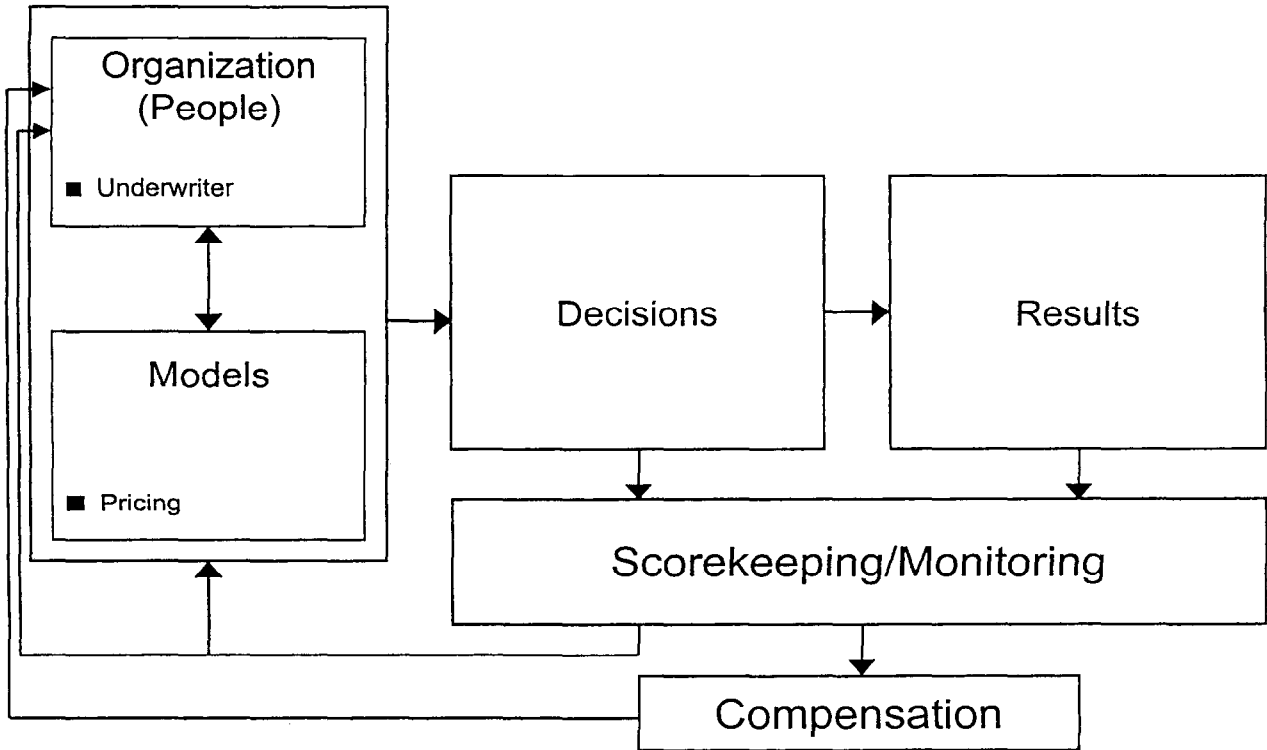 Organization
(People)
■ Underwriter
Models
■ Pricing
Decisions
Results
Scorekeeping/Monitoring
Compensation